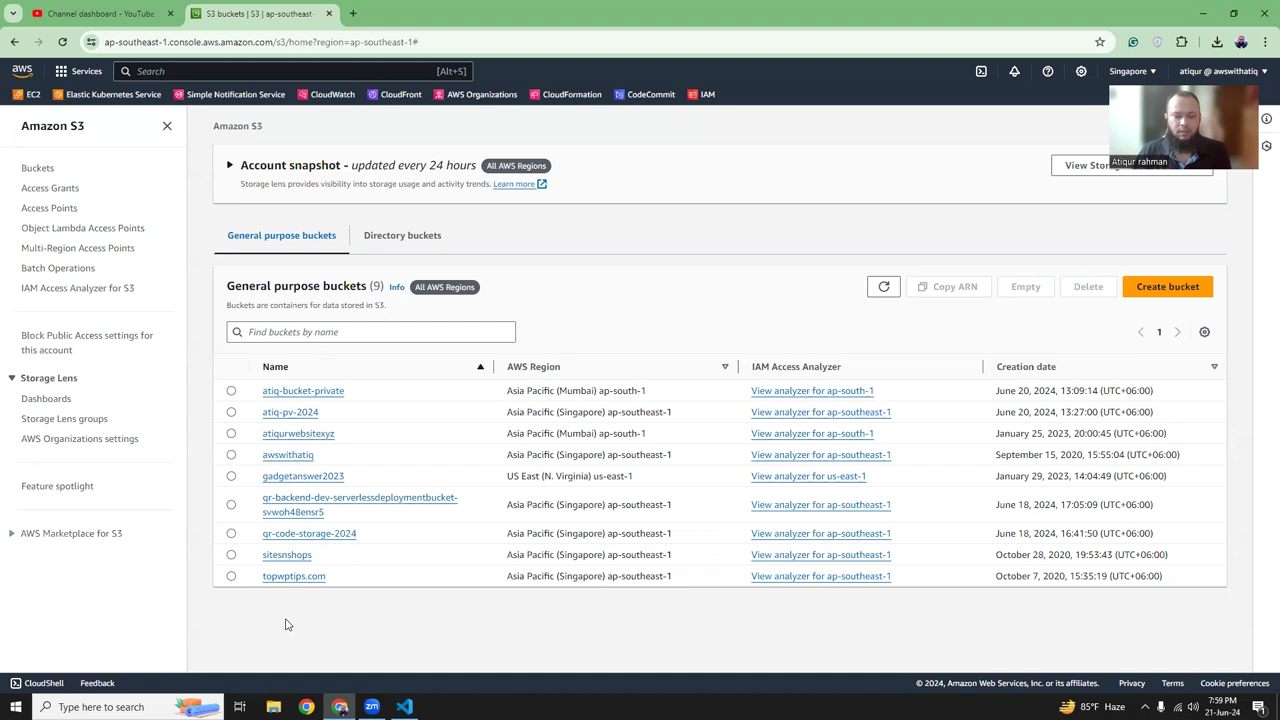 Channel dashboard - YouTube
S3 buckets | S3 | ap-southeast-
ap-southeast-1.console.aws.amazon.com/s3/home?region=ap-southeast-1#
aws
Services
Search
[Alt+S]
Singapore
atiqur @ awswithatiq
EC2
Elastic Kubernetes Service
Simple Notification Service
CloudWatch
CloudFront
AWS Organizations
CloudFormation
CodeCommit
IAM
Amazon S3
Buckets
Access Grants
Access Points
Object Lambda Access Points
Multi-Region Access Points
Batch Operations
IAM Access Analyzer for S3
Block Public Access settings for
this account
Storage Lens
Dashboards
Storage Lens groups
AWS Organizations settings
Feature spotlight
AWS Marketplace for S3
Amazon S3
Account snapshot - updated every 24 hours
All AWS Regions
Storage lens provides visibility into storage usage and activity trends. Learn more
Atiqur rahman
General purpose buckets
Directory buckets
General purpose buckets (9) Info
All AWS Regions
Buckets are containers for data stored in S3.
Copy ARN
Empty
Delete
Create bucket
Find buckets by name
1
Name AWS Region IAM Access Analyzer Creation date
atiq-bucket-private Asia Pacific (Mumbai) ap-south-1 View analyzer for ap-south-1 June 20, 2024, 13:09:14 (UTC+06:00)
atiq-pv-2024 Asia Pacific (Singapore) ap-southeast-1 View analyzer for ap-southeast-1 June 20, 2024, 13:27:00 (UTC+06:00)
atiqurwebsitexyz Asia Pacific (Mumbai) ap-south-1 View analyzer for ap-south-1 January 25, 2023, 20:00:45 (UTC+06:00)
awswithatiq Asia Pacific (Singapore) ap-southeast-1 View analyzer for ap-southeast-1 September 15, 2020, 15:55:04 (UTC+06:00)
gadgetanswer2023 US East (N. Virginia) us-east-1 View analyzer for us-east-1 January 29, 2023, 14:04:49 (UTC+06:00)
qr-backend-dev-serverlessdeploymentbucket-
svwoh48ensr5 Asia Pacific (Singapore) ap-southeast-1 View analyzer for ap-southeast-1 June 18, 2024, 17:05:09 (UTC+06:00)
qr-code-storage-2024 Asia Pacific (Singapore) ap-southeast-1 View analyzer for ap-southeast-1 June 18, 2024, 16:41:50 (UTC+06:00)
sitesnshops Asia Pacific (Singapore) ap-southeast-1 View analyzer for ap-southeast-1 October 28, 2020, 19:53:43 (UTC+06:00)
topwptips.com Asia Pacific (Singapore) ap-southeast-1 View analyzer for ap-southeast-1 October 7, 2020, 15:35:19 (UTC+06:00)
CloudShell
Feedback
© 2024, Amazon Web Services, Inc. or its affiliates.
Privacy
Terms
Cookie preferences
Type here to search
85°F Haze
7:59 PM
21-Jun-24